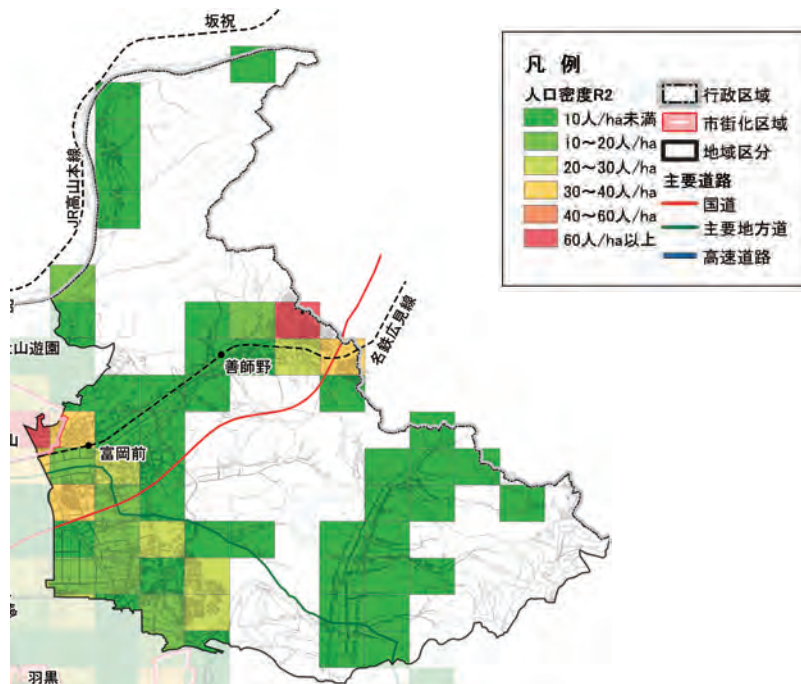 坂祝
JR高山本線
凡 例
人口密度R2
10人/ha未満
10～20人/ha
20～30人/ha
30～40人/ha
40～60人/ha
60人/ha以上
行政区域
市街化区域
地域区分
主要道路
国道
主要地方道
高速道路
名鉄広見線
山遊園
善師野
山
富岡前
羽黒